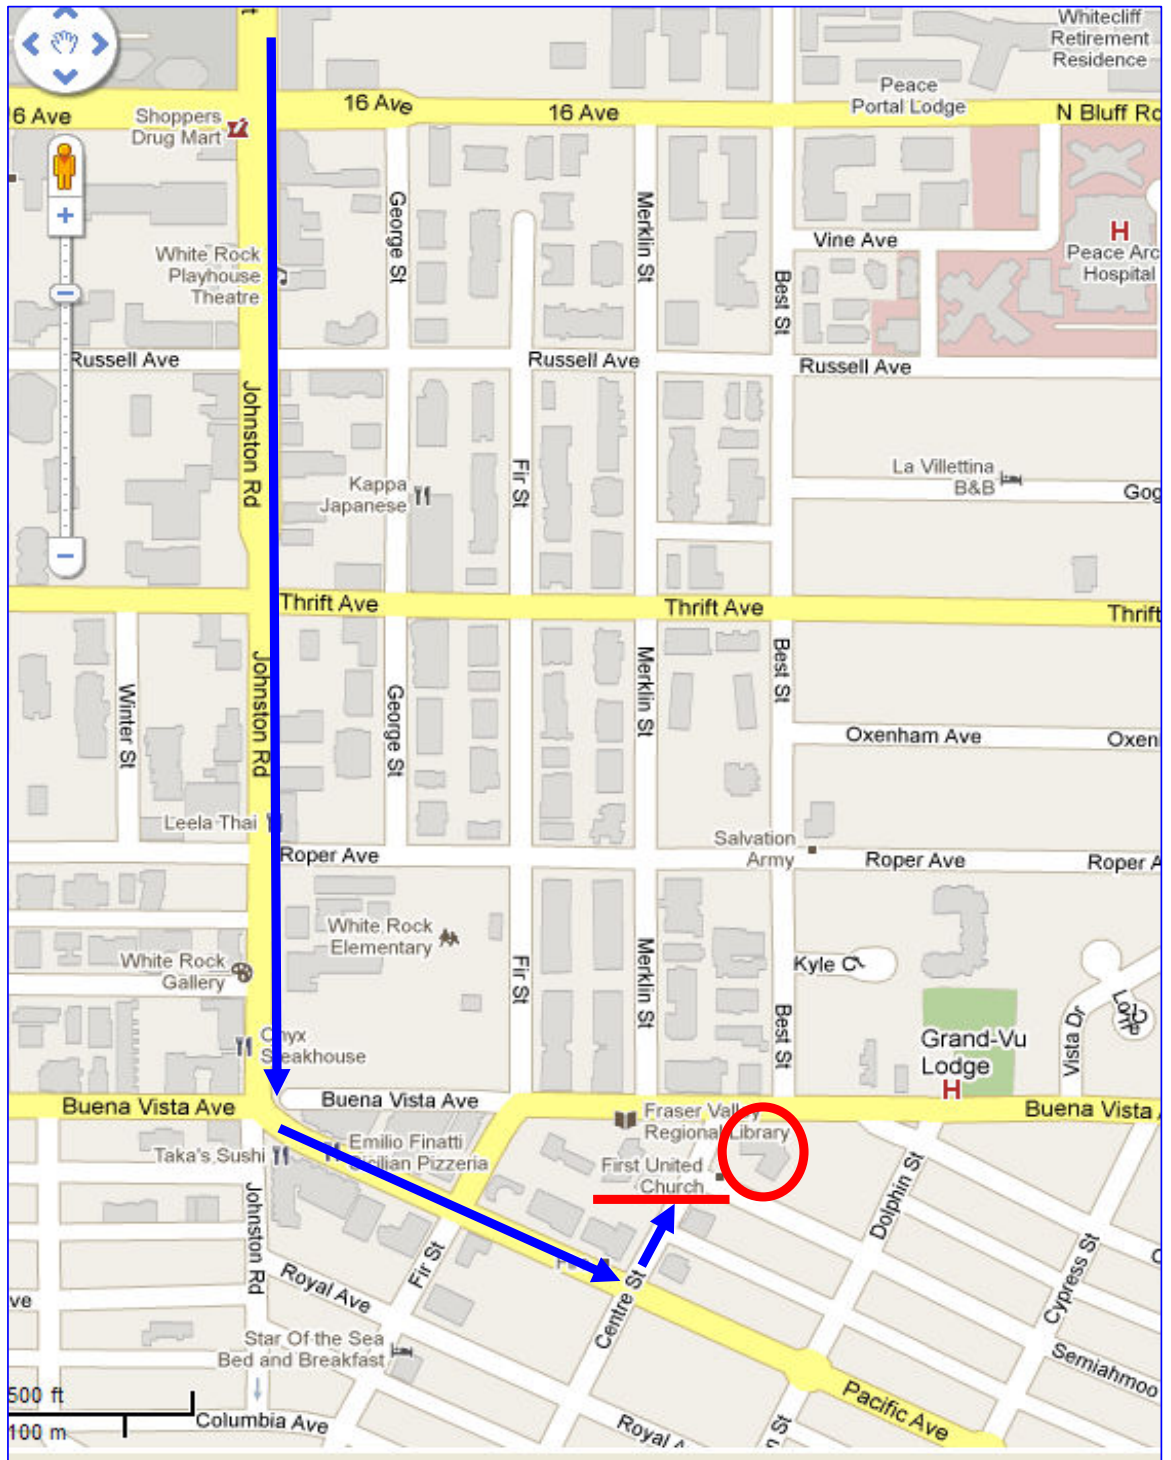 t
Whitecliff
Retirement
Residence
Peace
Portal Lodge
6 Ave
Shoppers
Drug Mart
16 Ave
16 Ave
N Bluff Rd
George St
Merklin St
Vine Ave
H
Peace Arc
Hospital
White Rock
Playhouse
Theatre
Best St
Russell Ave
Russell Ave
Russell Ave
Johnston Rd
Kappa
Japanese
Fir St
La Villettina
B&B
Gog
Thrift Ave
Thrift Ave
Thrift
Winter St
Johnston Rd
George St
Merklin St
Best St
Oxenham Ave
Oxen
Leela Thai
Salvation
Army
Roper Ave
Roper Ave
Roper A
White Rock
Elementary
White Rock
Gallery
Fir St
Merklin St
Best St
Kyle C
Vista Dr
Onyx
Steakhouse
Grand-Vu
Lodge
H
Buena Vista Ave
Buena Vista Ave
Buena Vista
Fraser Valley
Regional Library
Emilio Finatti
Sicilian Pizzeria
Taka's Sushi
First United
Church
Johnston Rd
Fir St
Dolphin St
Cypress St
Centre St
Royal Ave
ve
Star Of the Sea
Bed and Breakfast
Semiahmoo
500 ft
100 m
Columbia Ave
Pacific Ave
Royal A